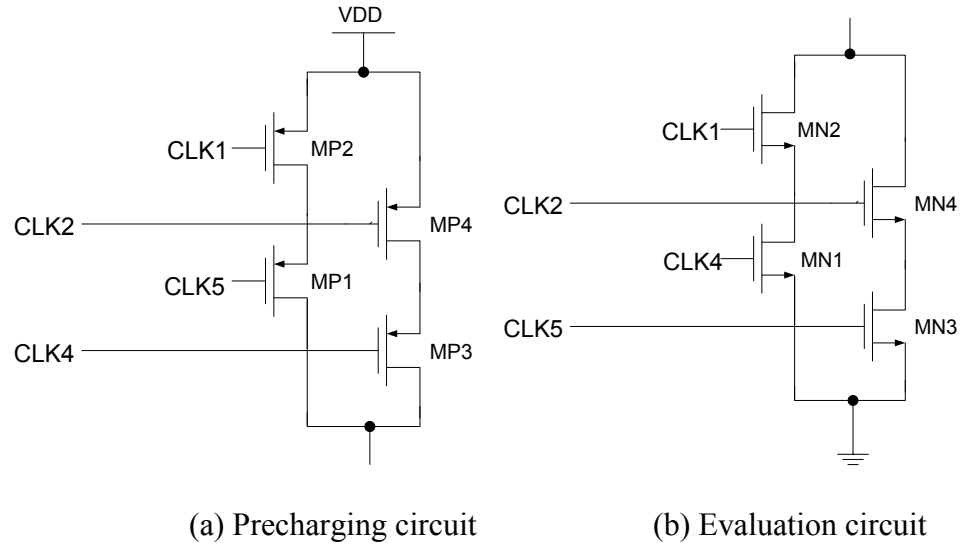 VDD
CLK1
MP2
CLK2
MP4
CLK5
MP1
CLK4
MP3
CLK1
MN2
CLK2
MN4
CLK4
MN1
CLK5
MN3
(a) Precharging circuit
(b) Evaluation circuit